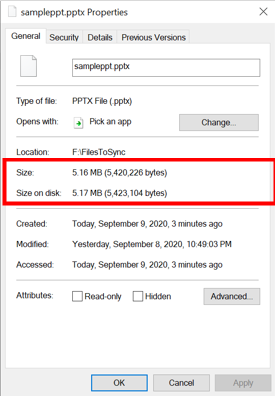 sampleppt.pptx Properties
General Security Details Previous Versions
sampleppt.pptx
Type of file: PPTX File (.pptx)
Opens with: Pick an app Change...
Location: F:\FilesToSync
Size: 5.16 MB (5,420,226 bytes)
Size on disk: 5.17 MB (5,423,104 bytes)
Created: Today, September 9, 2020, 3 minutes ago
Modified: Yesterday, September 8, 2020, 10:49:03 PM
Accessed: Today, September 9, 2020, 3 minutes ago
Attributes: Read-only Hidden Advanced...
OK Cancel Apply